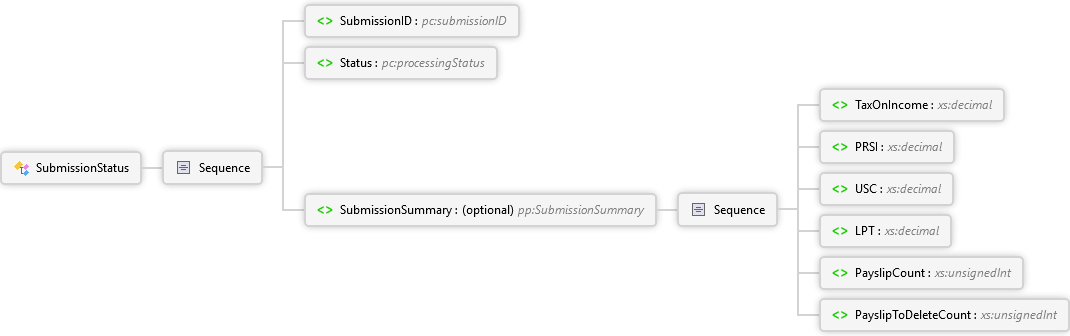 SubmissionID : pc:submissionID
Status : pc:processingStatus
SubmissionStatus
Sequence
SubmissionSummary : (optional) pp:SubmissionSummary
Sequence
TaxOnIncome : xs:decimal
PRSI : xs:decimal
USC : xs:decimal
LPT : xs:decimal
PayslipCount : xs:unsignedInt
PayslipToDeleteCount : xs:unsignedInt